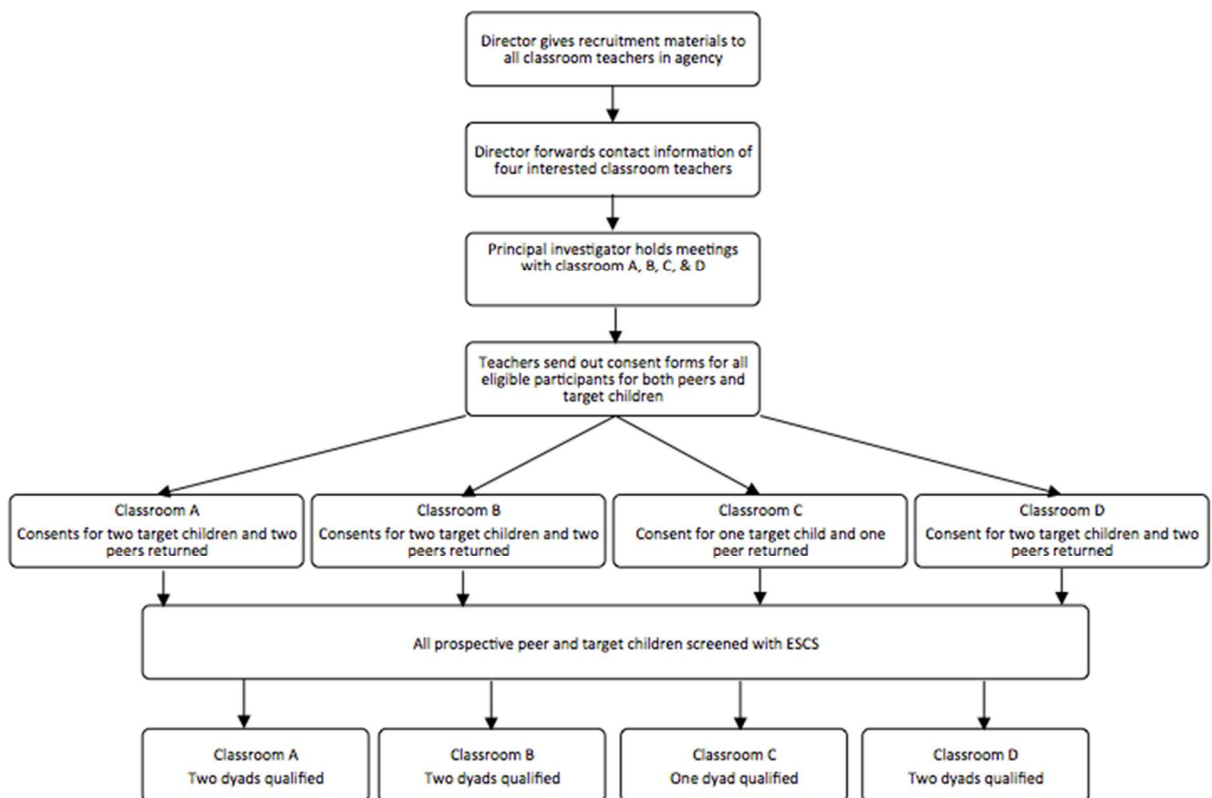 Director gives recruitment materials to
all classroom teachers in agency
Director forwards contact information of
four interested classroom teachers
Principal investigator holds meetings
with classroom A, B, C, & D
Teachers send out consent forms for all
eligible participants for both peers and
target children
Classroom A
Consents for two target children and two
peers returned
Classroom B
Consents for two target children and two
peers returned
Classroom C
Consent for one target child and one
peer returned
Classroom D
Consent for two target children and two
peers returned
All prospective peer and target children screened with ESCS
Classroom A
Two dyads qualified
Classroom B
Two dyads qualified
Classroom C
One dyad qualified
Classroom D
Two dyads qualified